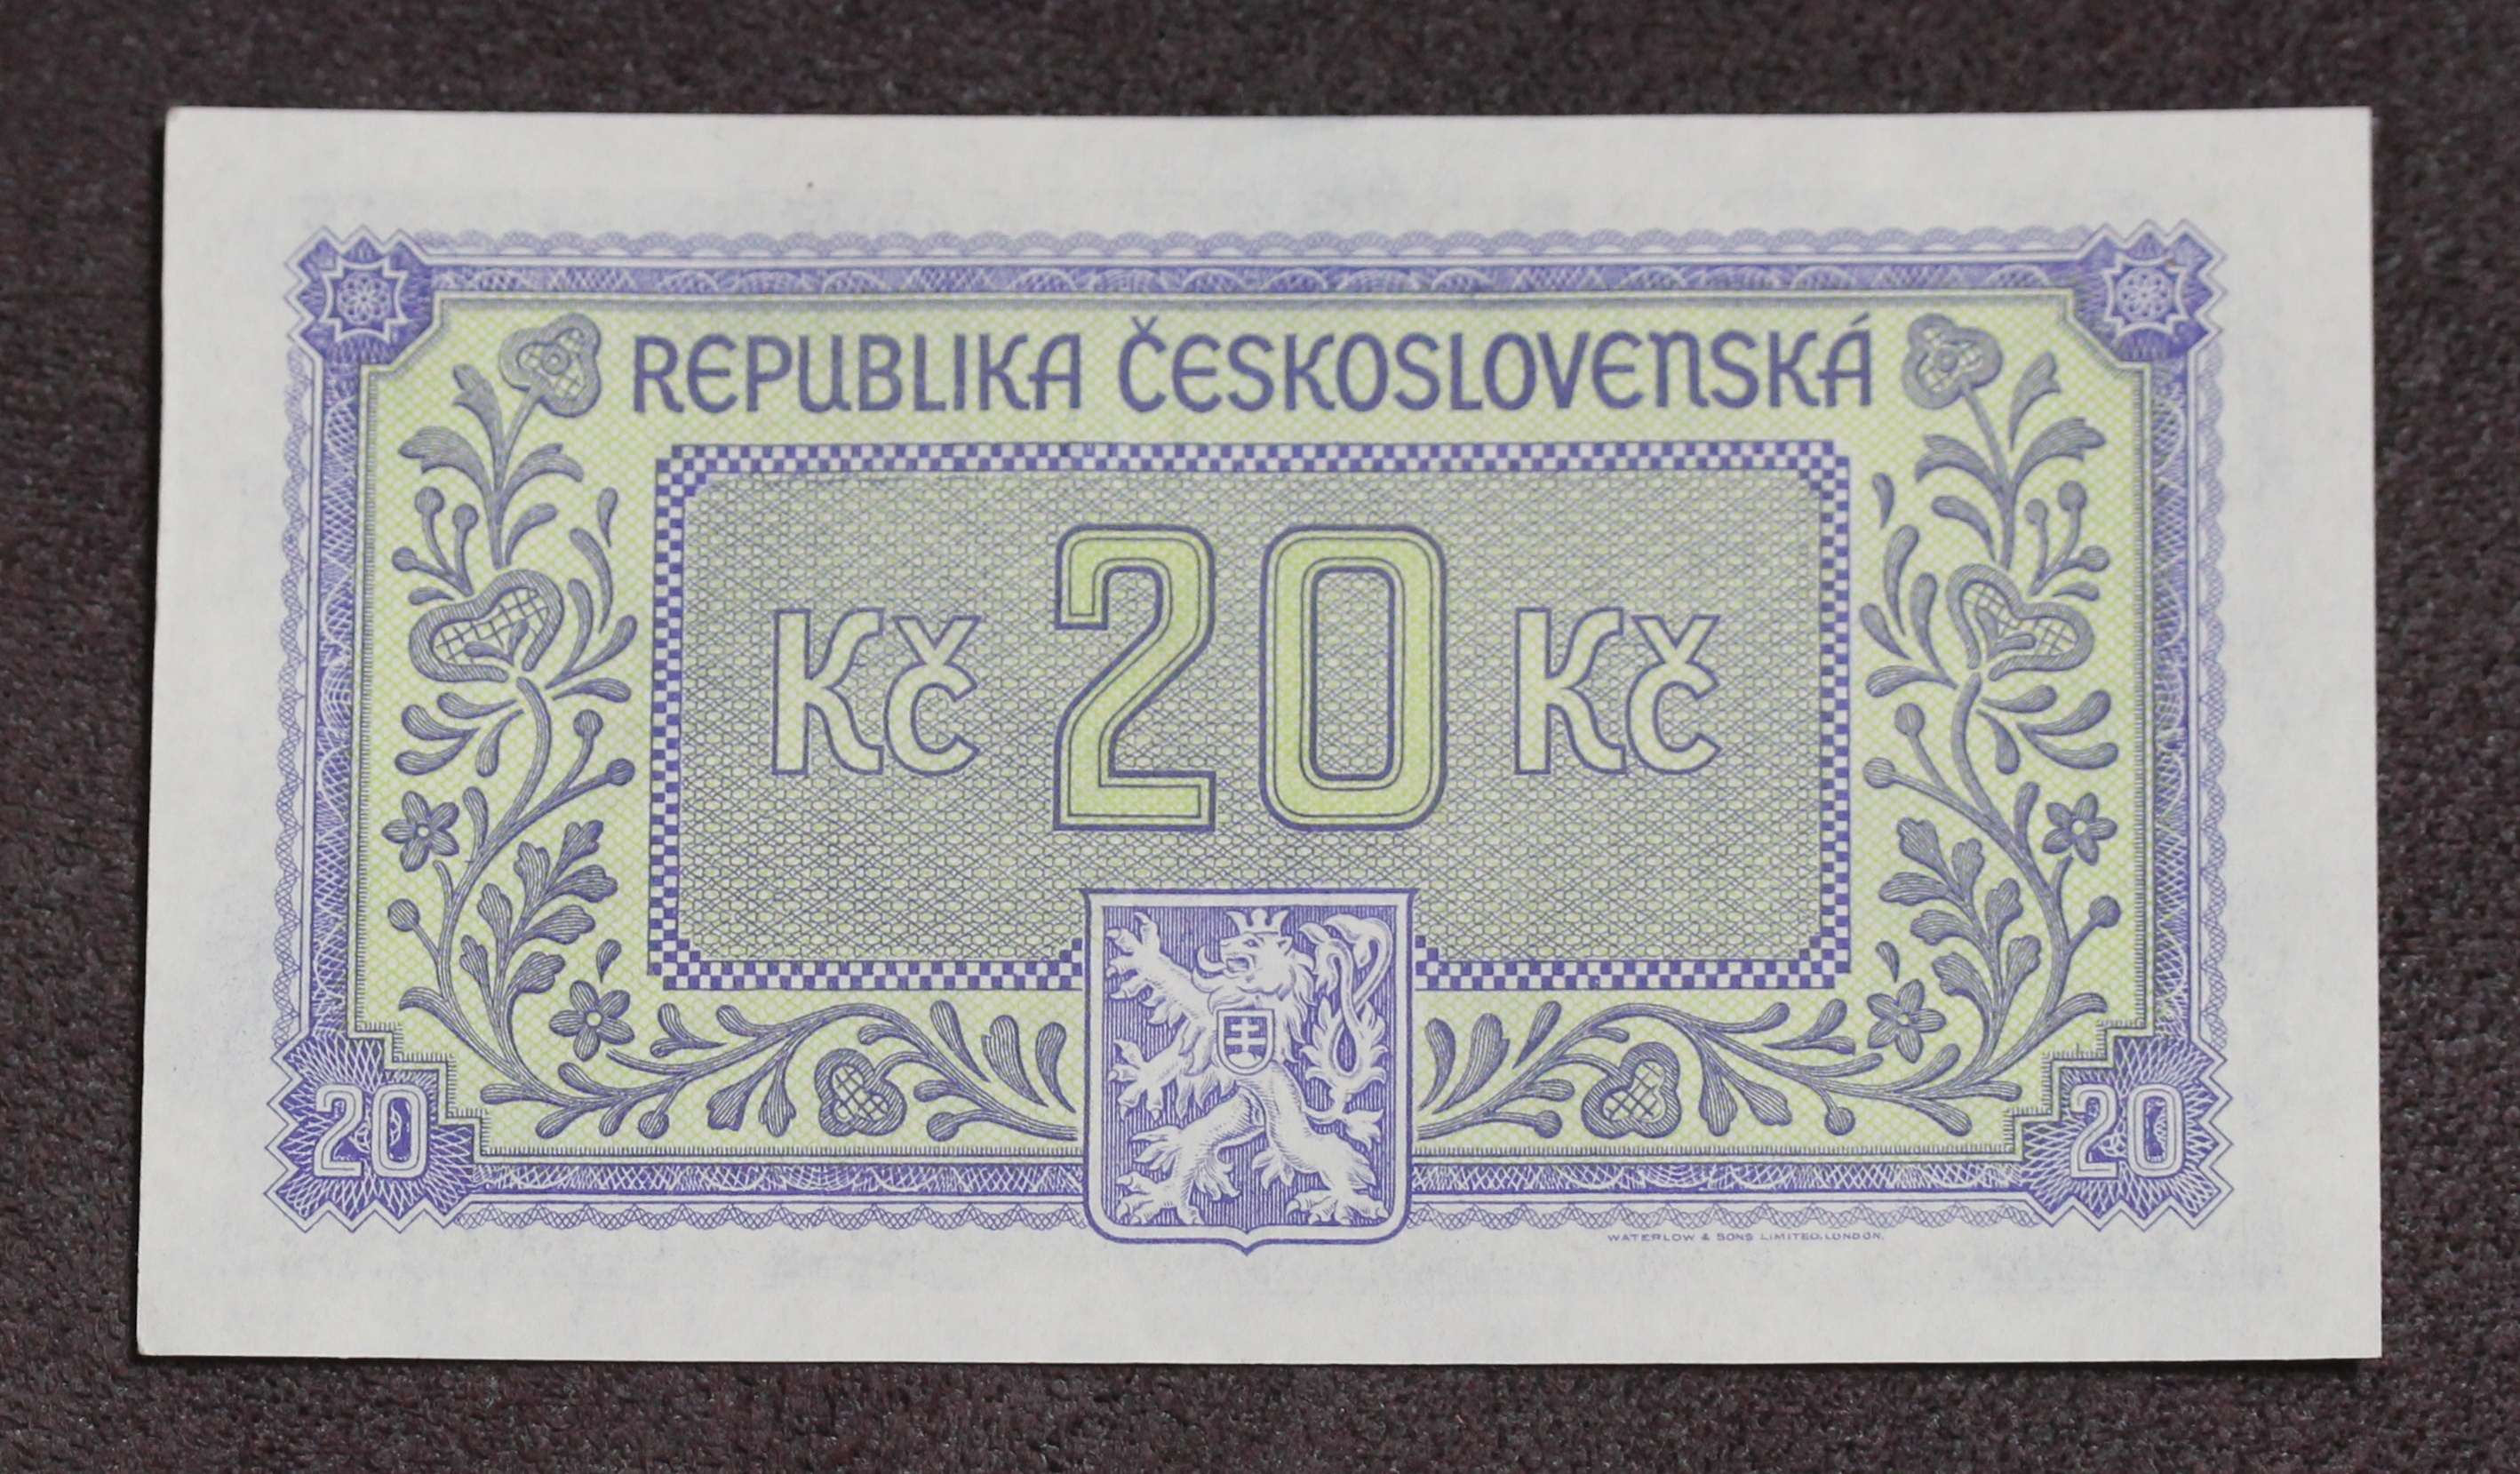 REPUBLIKA ČESKOSLOVENSKÁ
Kč 20 Kč
20 20
WATERLOW & SONS LIMITED, LONDON.